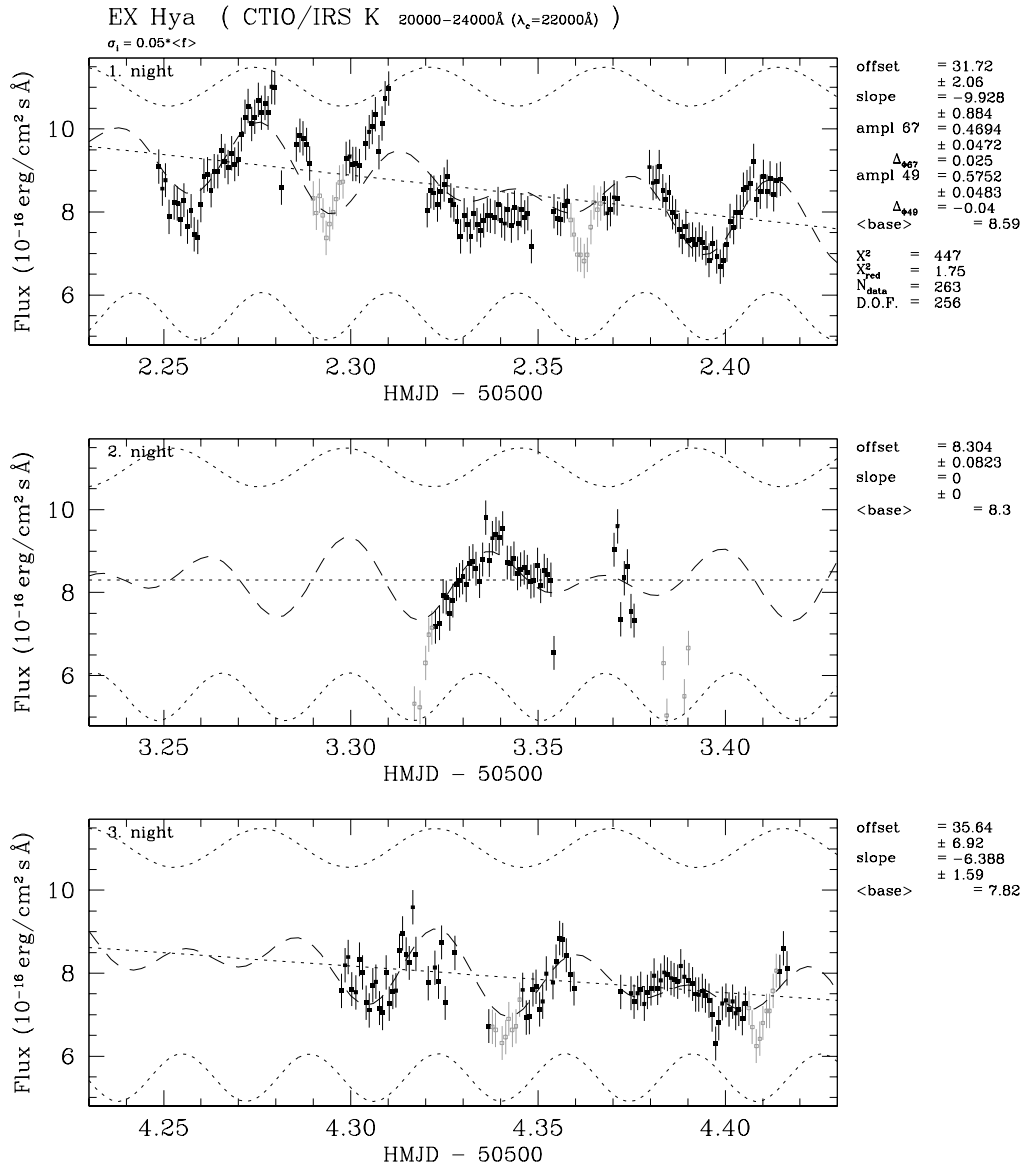 EX Hya ( CTIO/IRS K 20000-24000Å (λc=22000Å) )
σi = 0.05*<f>
1. night
Flux (10⁻¹⁶ erg/cm² s Å)
10
8
6
2.25 2.30 2.35 2.40
HMJD − 50500
offset = 31.72
± 2.06
slope = −9.928
± 0.884
ampl 67 = 0.4694
± 0.0472
ΔΦ67 = 0.025
ampl 49 = 0.5752
± 0.0483
ΔΦ49 = −0.04
<base> = 8.59
X² = 447
X²red = 1.75
Ndata = 263
D.O.F. = 256
2. night
Flux (10⁻¹⁶ erg/cm² s Å)
10
8
6
3.25 3.30 3.35 3.40
HMJD − 50500
offset = 8.304
± 0.0823
slope = 0
± 0
<base> = 8.3
3. night
Flux (10⁻¹⁶ erg/cm² s Å)
10
8
6
4.25 4.30 4.35 4.40
HMJD − 50500
offset = 35.64
± 6.92
slope = −6.388
± 1.59
<base> = 7.82